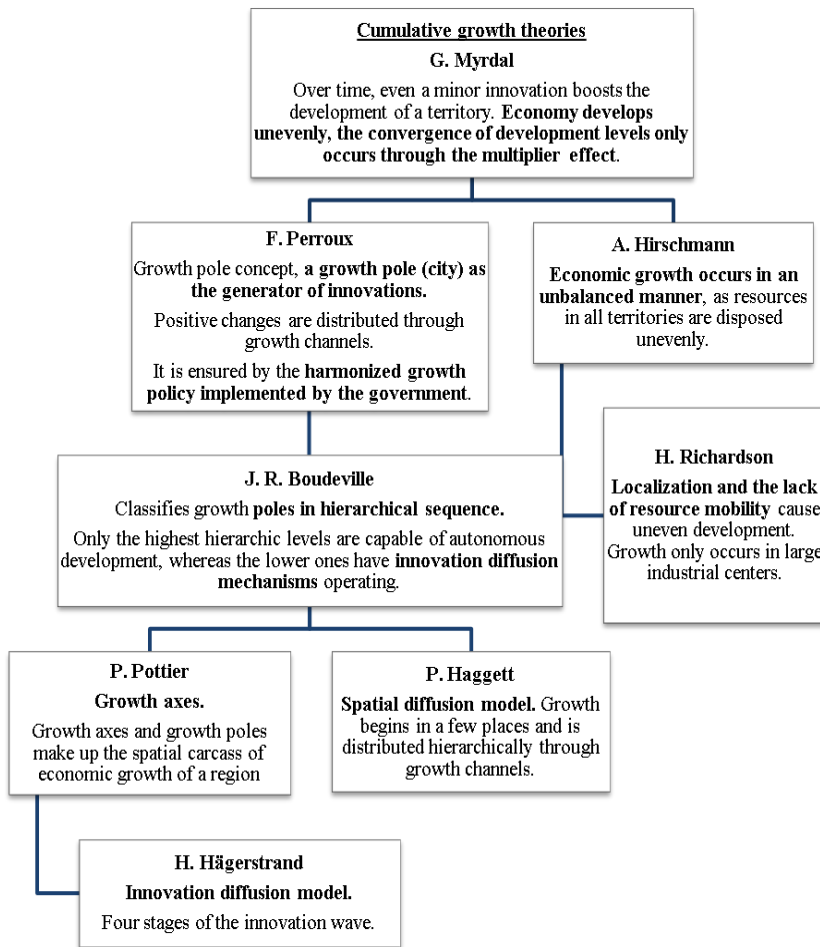 Cumulative growth theories
G. Myrdal
Over time, even a minor innovation boosts the
development of a territory. Economy develops
unevenly, the convergence of development levels only
occurs through the multiplier effect.
F. Perroux
Growth pole concept, a growth pole (city) as
the generator of innovations.
Positive changes are distributed through
growth channels.
It is ensured by the harmonized growth
policy implemented by the government.
A. Hirschmann
Economic growth occurs in an
unbalanced manner, as resources
in all territories are disposed
unevenly.
J. R. Boudeville
Classifies growth poles in hierarchical sequence.
Only the highest hierarchic levels are capable of autonomous
development, whereas the lower ones have innovation diffusion
mechanisms operating.
H. Richardson
Localization and the lack
of resource mobility cause
uneven development.
Growth only occurs in large
industrial centers.
P. Pottier
Growth axes.
Growth axes and growth poles
make up the spatial carcass of
economic growth of a region
P. Haggett
Spatial diffusion model. Growth
begins in a few places and is
distributed hierarchically through
growth channels.
H. Hägerstrand
Innovation diffusion model.
Four stages of the innovation wave.